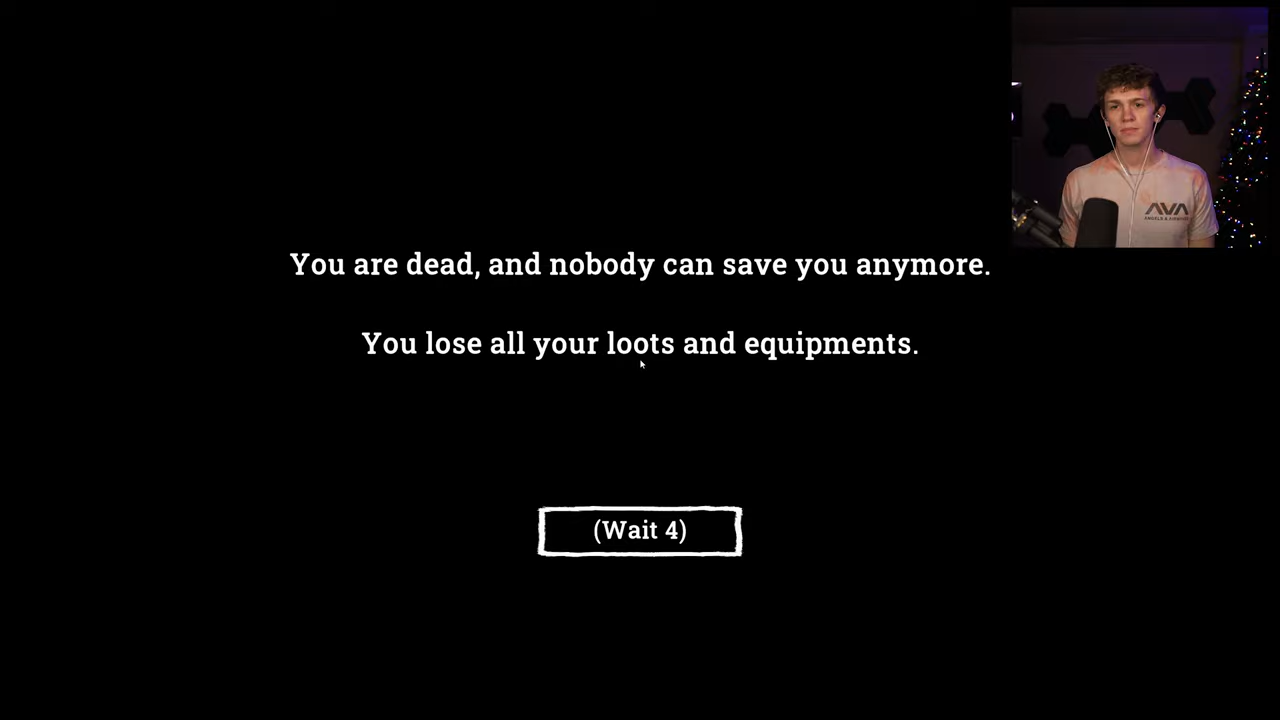 You are dead, and nobody can save you anymore.
You lose all your loots and equipments.
(Wait 4)
AVA